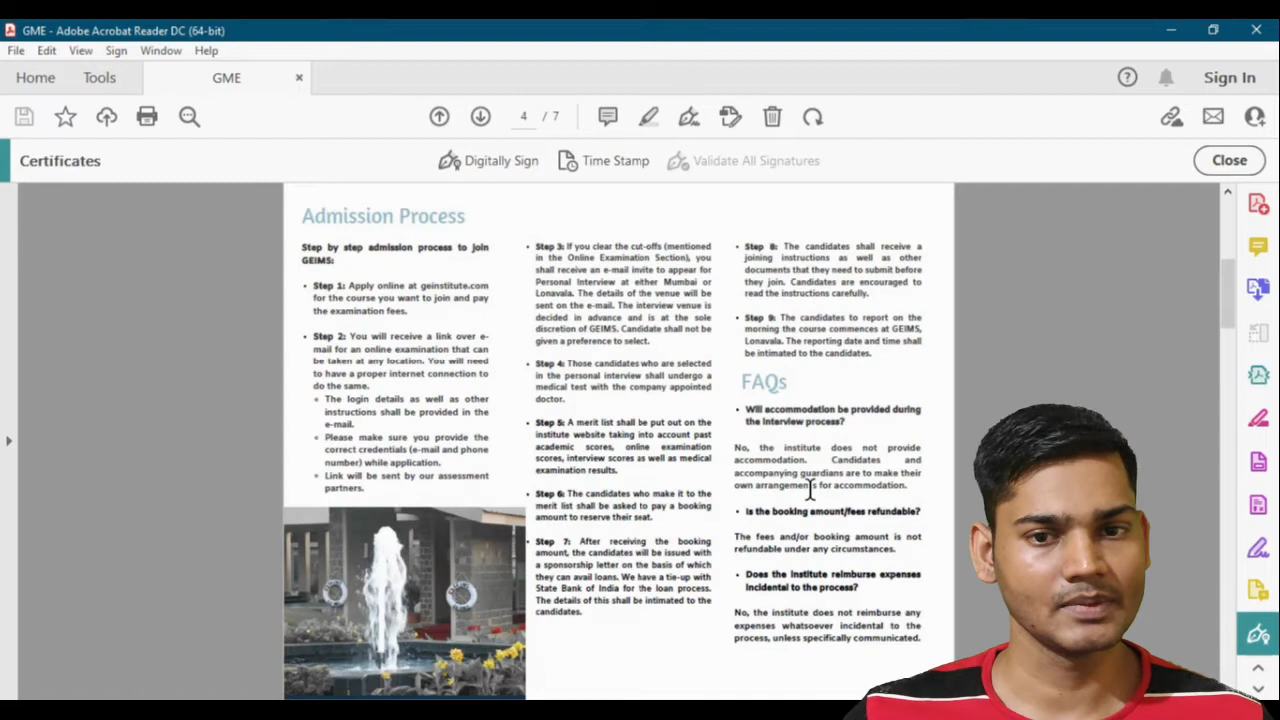 GME - Adobe Acrobat Reader DC (64-bit)
File Edit View Sign Window Help
Home Tools GME
Sign In
4 / 7
Certificates
Digitally Sign
Time Stamp
Validate All Signatures
Close
Admission Process
Step by step admission process to join
GEIMS:
• Step 1: Apply online at geinstitute.com
for the course you want to join and pay
the examination fees.
• Step 2: You will receive a link over e-
mail for an online examination that can
be taken at any location. You will need
to have a proper internet connection to
do the same.
The login details as well as other
instructions shall be provided in the
e-mail.
Please make sure you provide the
correct credentials (e-mail and phone
number) while application.
Link will be sent by our assessment
partners.
• Step 3: If you clear the cut-offs (mentioned
in the Online Examination Section), you
shall receive an e-mail invite to appear for
Personal Interview at either Mumbai or
Lonavala. The details of the venue will be
sent on the e-mail. The interview venue is
decided in advance and is at the sole
discretion of GEIMS. Candidate shall not be
given a preference to select.
• Step 4: Those candidates who are selected
in the personal interview shall undergo a
medical test with the company appointed
doctor.
• Step 5: A merit list shall be put out on the
institute website taking into account past
academic scores, online examination
scores, interview scores as well as medical
examination results.
• Step 6: The candidates who make it to the
merit list shall be asked to pay a booking
amount to reserve their seat.
• Step 7: After receiving the booking
amount, the candidates will be issued with
a sponsorship letter on the basis of which
they can avail loans. We have a tie-up with
State Bank of India for the loan process.
The details of this shall be intimated to the
candidates.
• Step 8: The candidates shall receive a
joining instructions as well as other
documents that they need to submit before
they join. Candidates are encouraged to
read the instructions carefully.
• Step 9: The candidates to report on the
morning the course commences at GEIMS,
Lonavala. The reporting date and time shall
be intimated to the candidates.
FAQs
• Will accommodation be provided during
the interview process?
No, the institute does not provide
accommodation. Candidates and
accompanying guardians are to make their
own arrangements for accommodation.
• Is the booking amount/fees refundable?
The fees and/or booking amount is not
refundable under any circumstances.
• Does the institute reimburse expenses
incidental to the process?
No, the institute does not reimburse any
expenses whatsoever incidental to the
process, unless specifically communicated.